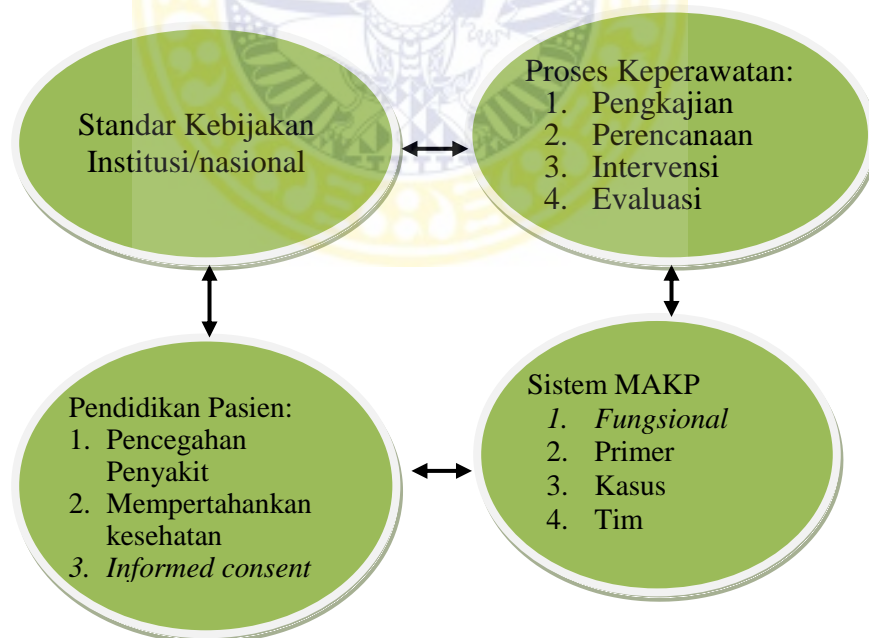 Standar Kebijakan
Institusi/nasional
Proses Keperawatan:
1. Pengkajian
2. Perencanaan
3. Intervensi
4. Evaluasi
Pendidikan Pasien:
1. Pencegahan
Penyakit
2. Mempertahankan
kesehatan
3. Informed consent
Sistem MAKP
1. Fungsional
2. Primer
3. Kasus
4. Tim